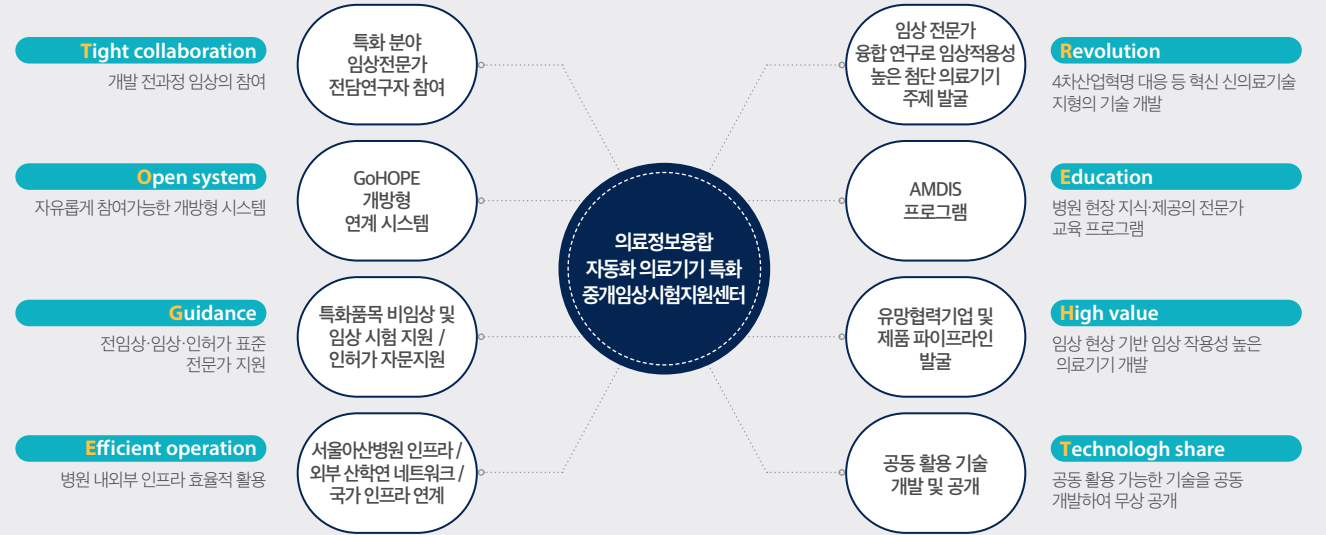 Tight collaboration
개발 전과정 임상의 참여
특화 분야
임상전문가
전담연구자 참여
Open system
자유롭게 참여가능한 개방형 시스템
GoHOPE
개방형
연계 시스템
Guidance
전임상·임상·인허가 표준
전문가 지원
특화품목 비임상 및
임상 시험 지원 /
인허가 자문지원
Efficient operation
병원 내외부 인프라 효율적 활용
서울아산병원 인프라 /
외부 산학연 네트워크 /
국가 인프라 연계
의료정보융합
자동화 의료기기 특화
중개임상시험지원센터
임상 전문가
융합 연구로 임상적용성
높은 첨단 의료기기
주제 발굴
Revolution
4차산업혁명 대응 등 혁신 신의료기술
지형의 기술 개발
AMDIS
프로그램
Education
병원 현장 지식·제공의 전문가
교육 프로그램
유망협력기업 및
제품 파이프라인
발굴
High value
임상 현상 기반 임상 작용성 높은
의료기기 개발
공동 활용 기술
개발 및 공개
Technologh share
공동 활용 가능한 기술을 공동
개발하여 무상 공개